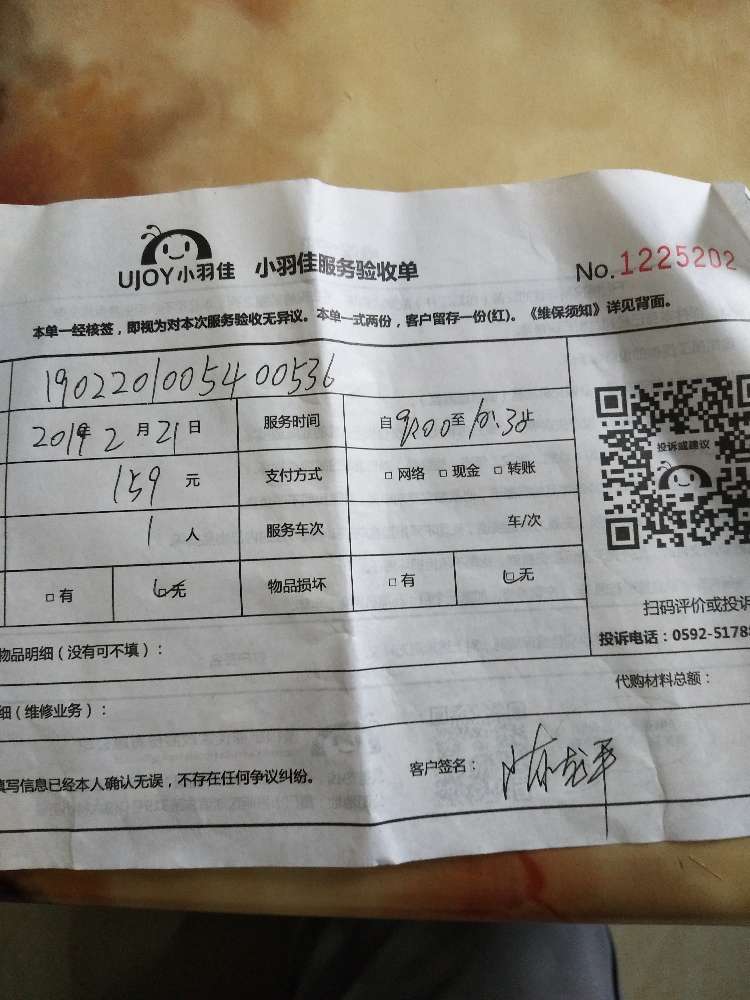 UJOY小羽佳 小羽佳服务验收单 No.1225202
本单一经核签，即视为对本次服务验收无异议。本单一式两份，客户留存一份(红)。《维保须知》详见背面。
1902201005400536
2019年2月21日 服务时间 自9:00至 止
159元 支付方式 □网络 □现金 □转账
投诉或建议
1人 服务车次 车/次
□有 □无 物品损坏 □有 □无
扫码评价或投诉
投诉电话：0592-5178
物品明细（没有可不填）：
代购材料总额：
细（维修业务）：
填写信息已经本人确认无误，不存在任何争议纠纷。 客户签名：